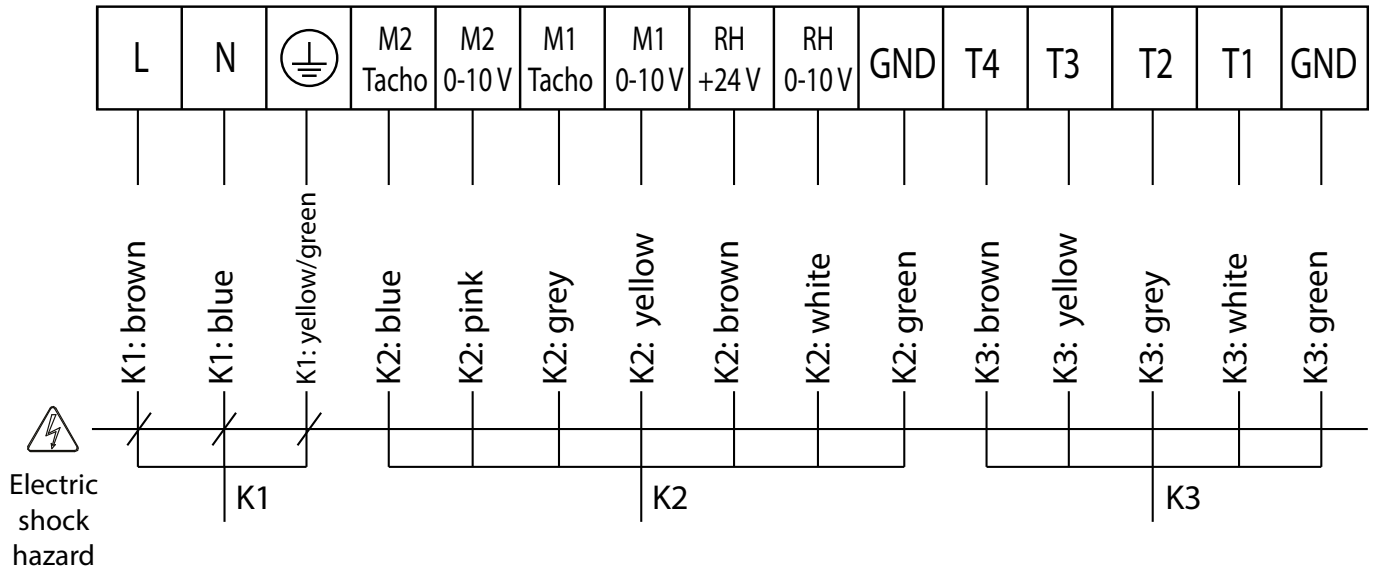 L
N
M2
Tacho
M2
0-10 V
M1
Tacho
M1
0-10 V
RH
+24 V
RH
0-10 V
GND
T4
T3
T2
T1
GND
K1: brown
K1: blue
K1: yellow/green
K2: blue
K2: pink
K2: grey
K2: yellow
K2: brown
K2: white
K2: green
K3: brown
K3: yellow
K3: grey
K3: white
K3: green
Electric
shock
hazard
K1
K2
K3